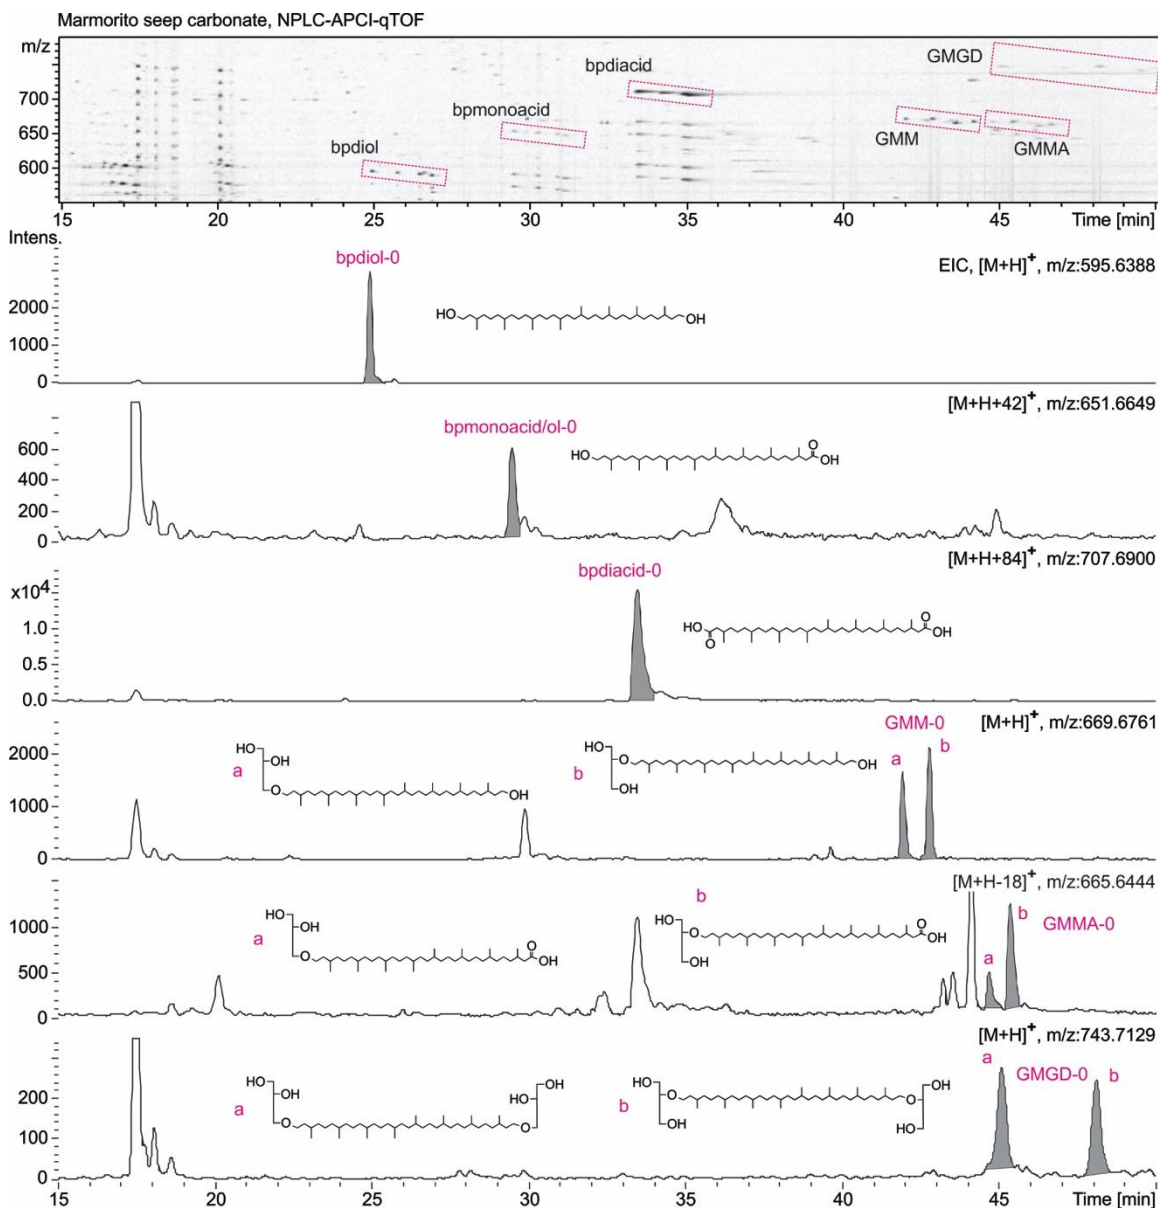 Marmorito seep carbonate, NPLC-APCI-qTOF
m/z
700
650
600
bpdiol
bpmonoacid
bpdiacid
GMGD
GMM
GMMA
15 20 25 30 35 40 45 Time [min]
Intens.
bpdiol-0
EIC, [M+H]+, m/z:595.6388
2000
1000
0
HO
OH
bpmonoacid/ol-0
[M+H+42]+, m/z:651.6649
600
400
200
0
HO
O
OH
bpdiacid-0
[M+H+84]+, m/z:707.6900
x10^4
1.0
0.5
0.0
HO
O
O
OH
GMM-0
[M+H]+, m/z:669.6761
2000
1000
0
a
HO
OH
O
OH
b
HO
O
OH
OH
a
b
[M+H-18]+, m/z:665.6444
1000
500
0
a
HO
OH
O
O
OH
b
HO
O
OH
O
OH
a
b
GMMA-0
[M+H]+, m/z:743.7129
200
100
0
a
HO
OH
O
OH
HO
O
b
HO
O
OH
O
OH
HO
a
GMGD-0
b
15 20 25 30 35 40 45 Time [min]